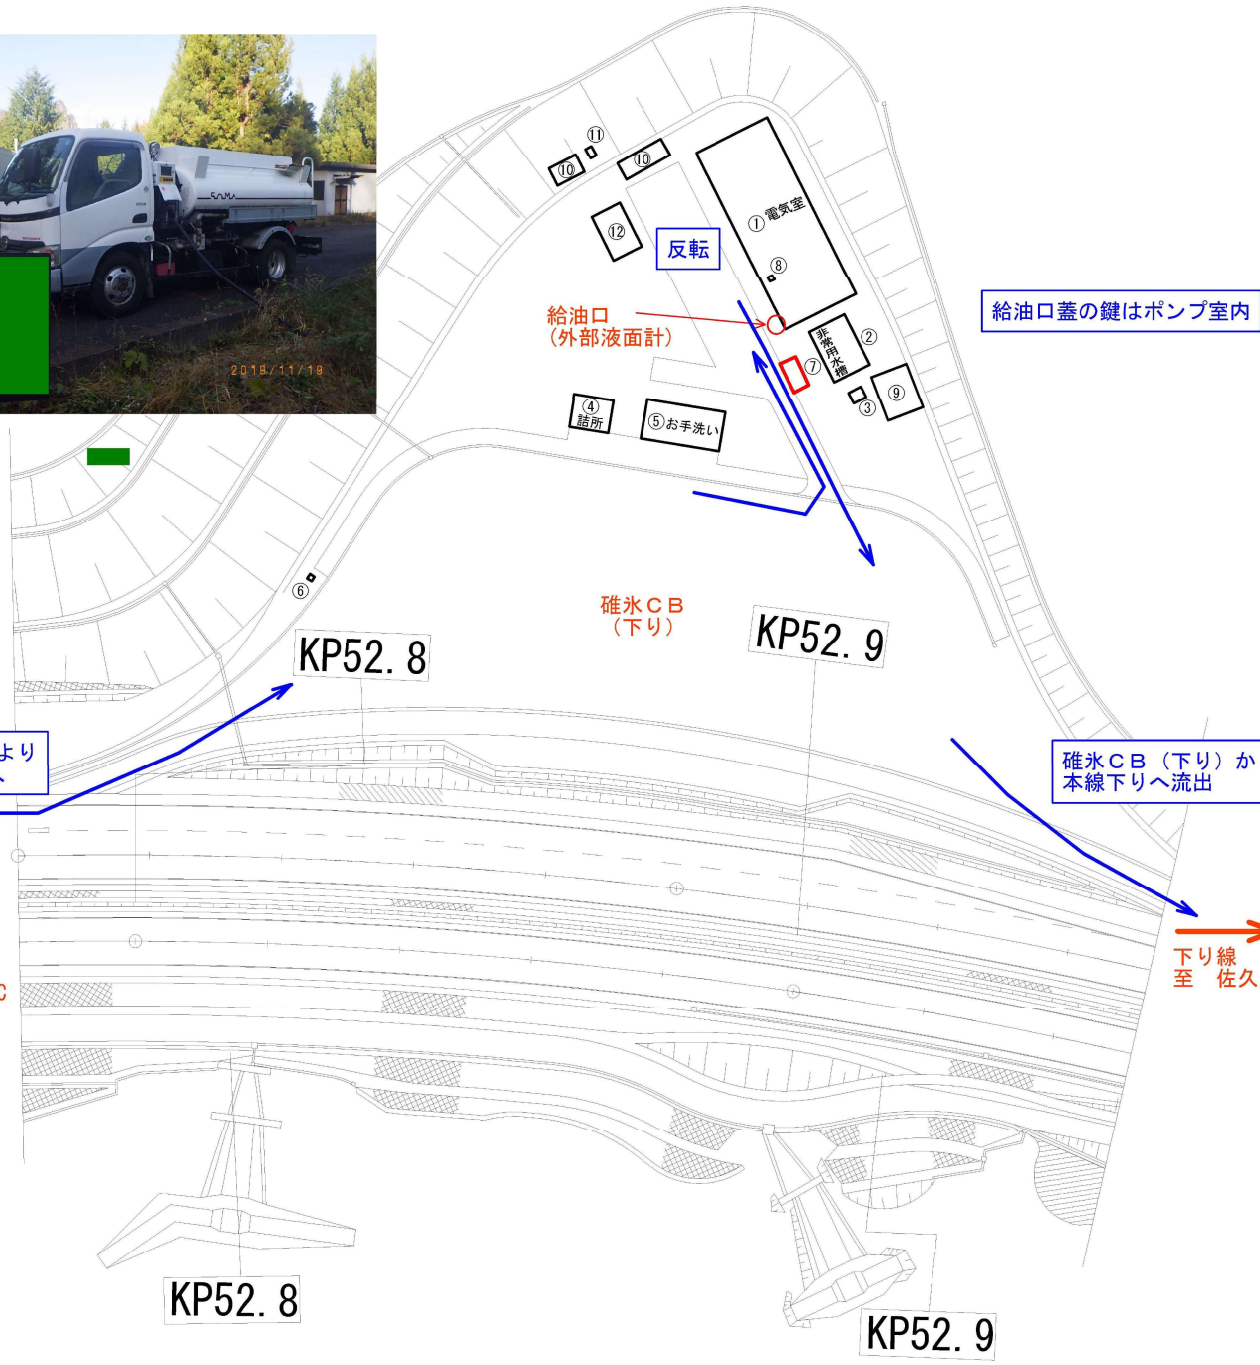 SOMA
2019/11/19
⑪
⑩
⑩
①電気室
⑫
反転
⑧
給油口
(外部液面計)
給油口蓋の鍵はポンプ室内
②
非常用水槽
⑦
③
⑨
④
詰所
⑤お手洗い
⑥
碓氷CB
(下り)
KP52.8
KP52.9
より
へ
碓氷CB(下り)か
本線下りへ流出
下り線
至 佐久
C
KP52.8
KP52.9